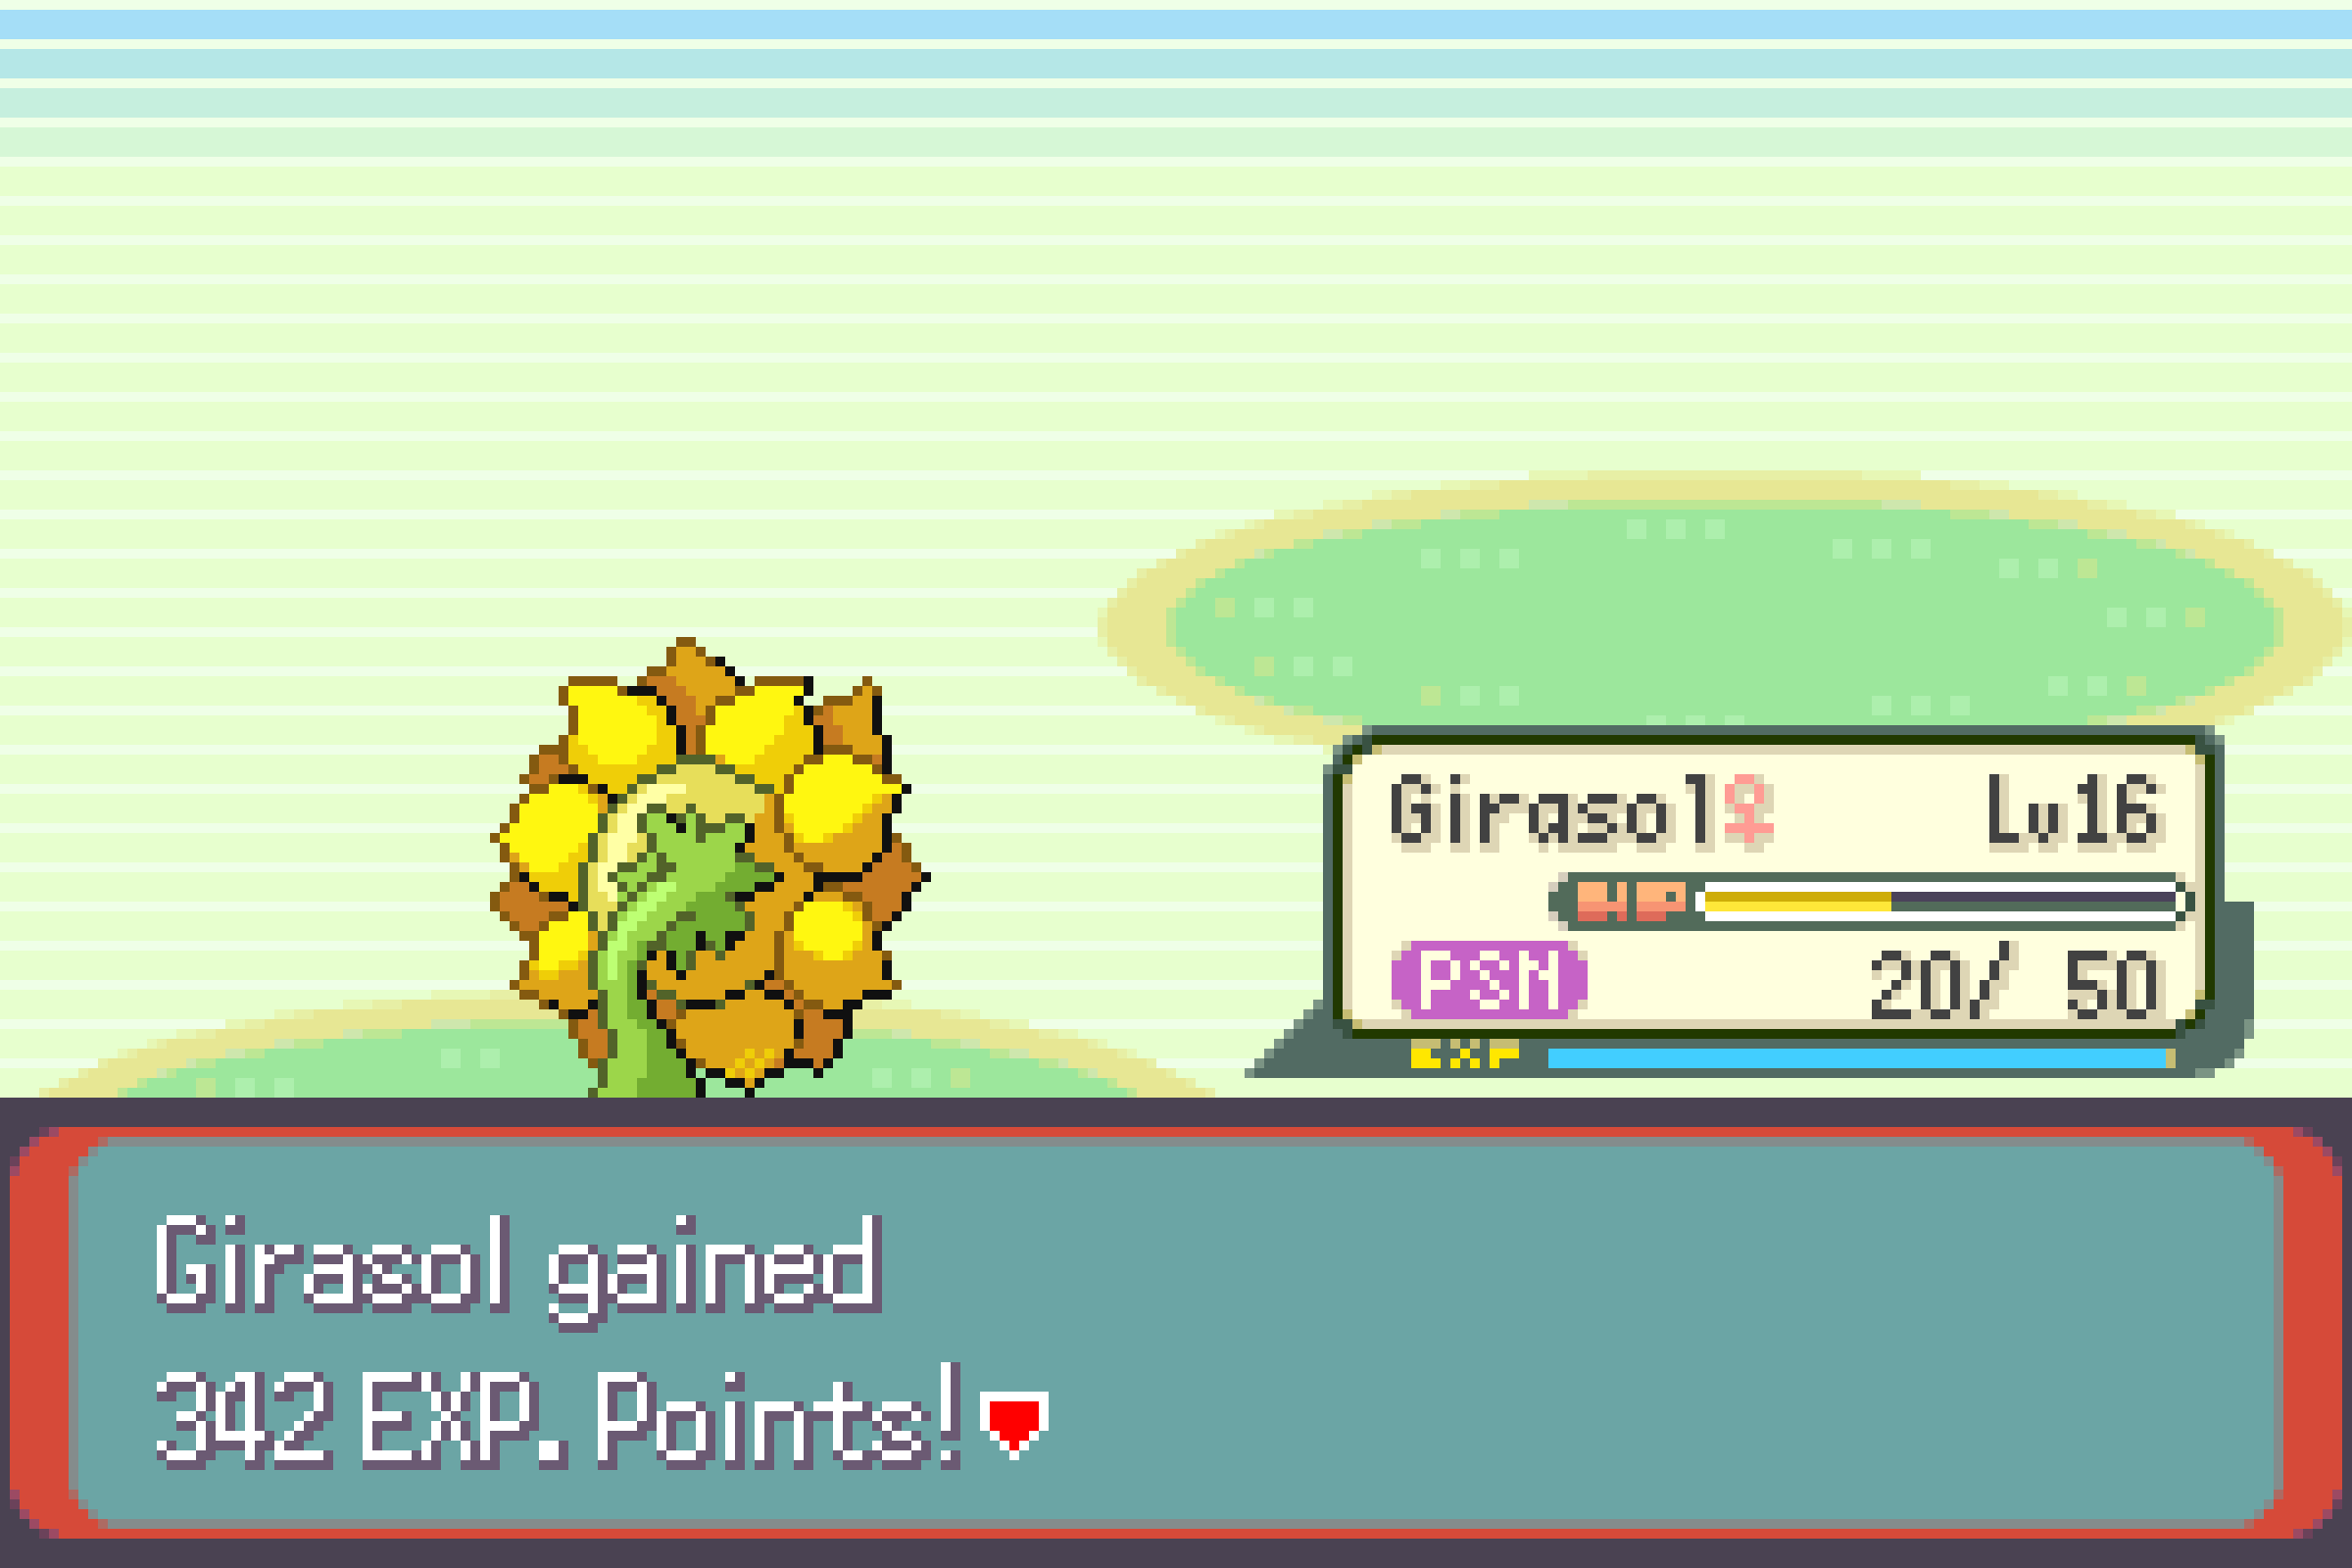 Girasol♀ Lv16
HP
PSN 20/ 50
EXP
Girasol gained
342 EXP. Points!